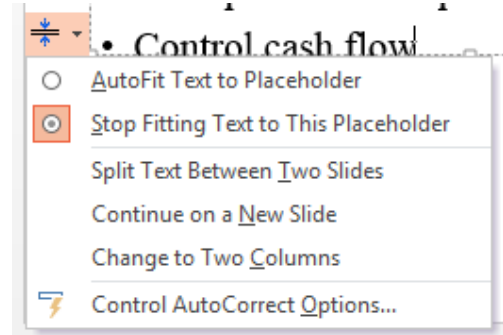 • Control cash flow
AutoFit Text to Placeholder
Stop Fitting Text to This Placeholder
Split Text Between Two Slides
Continue on a New Slide
Change to Two Columns
Control AutoCorrect Options...